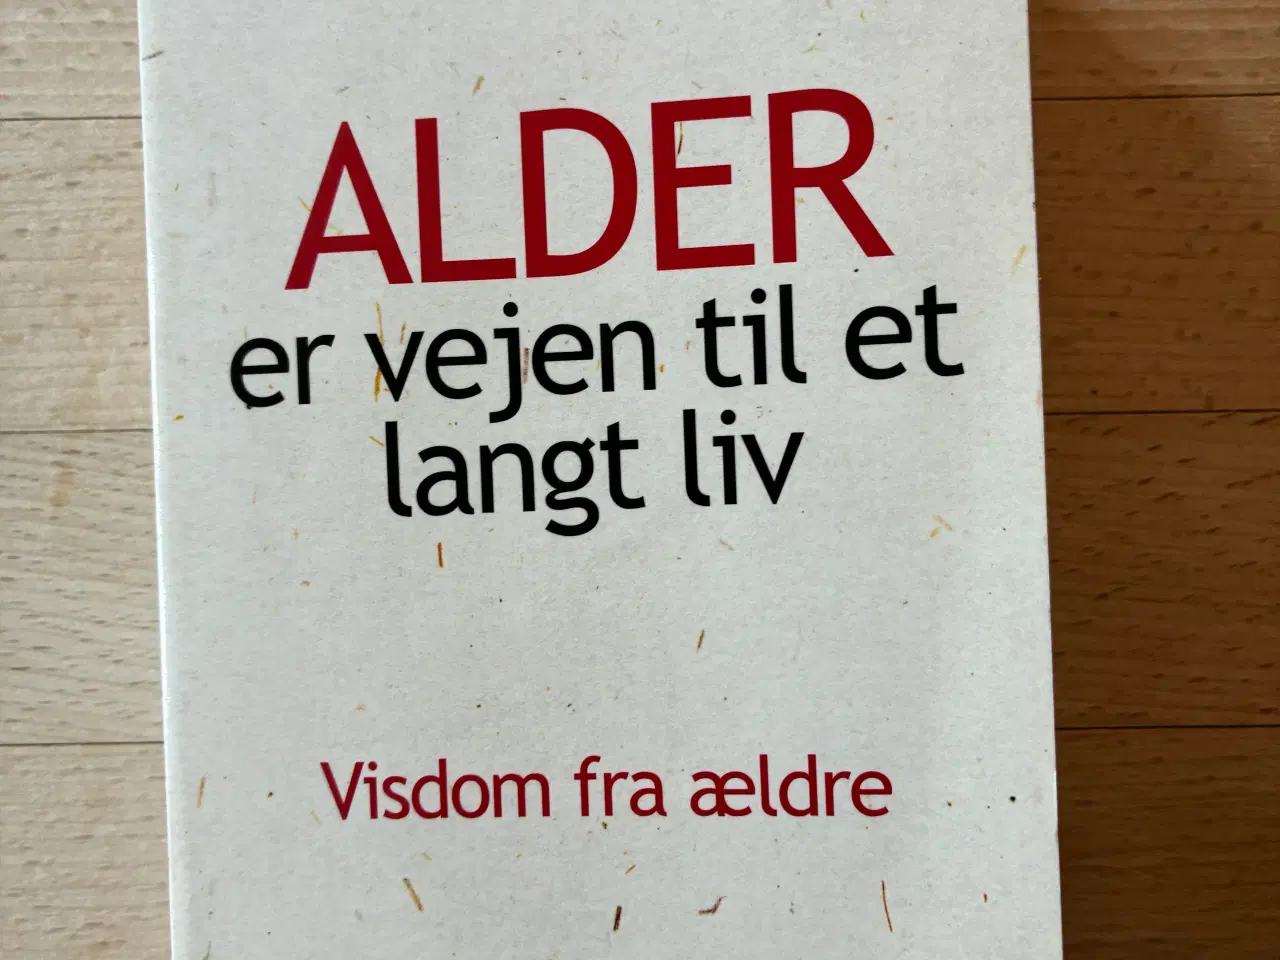 ALDER
er vejen til et
langt liv
Visdom fra ældre